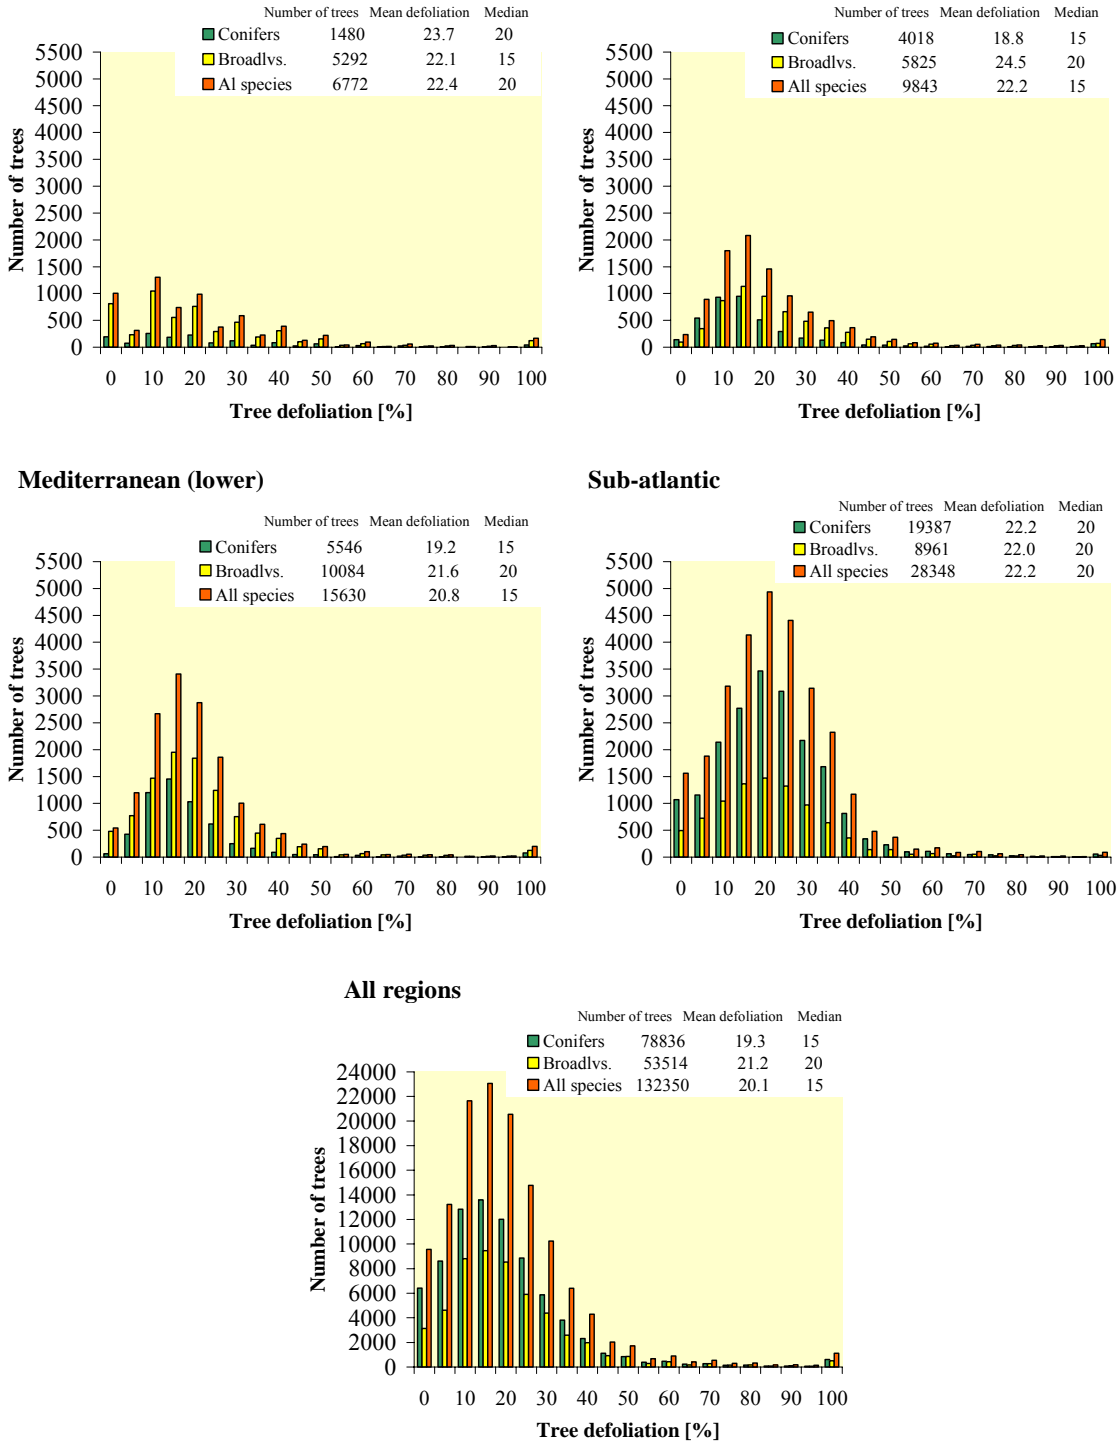 Number of trees Mean defoliation Median
Conifers 1480 23.7 20
Broadlvs. 5292 22.1 15
Al species 6772 22.4 20
5500
5000
4500
4000
3500
3000
2500
2000
1500
1000
500
0
Number of trees
0 10 20 30 40 50 60 70 80 90 100
Tree defoliation [%]
Number of trees Mean defoliation Median
Conifers 4018 18.8 15
Broadlvs. 5825 24.5 20
All species 9843 22.2 15
5500
5000
4500
4000
3500
3000
2500
2000
1500
1000
500
0
Number of trees
0 10 20 30 40 50 60 70 80 90 100
Tree defoliation [%]
Mediterranean (lower)
Number of trees Mean defoliation Median
Conifers 5546 19.2 15
Broadlvs. 10084 21.6 20
All species 15630 20.8 15
5500
5000
4500
4000
3500
3000
2500
2000
1500
1000
500
0
Number of trees
0 10 20 30 40 50 60 70 80 90 100
Tree defoliation [%]
Sub-atlantic
Number of trees Mean defoliation Median
Conifers 19387 22.2 20
Broadlvs. 8961 22.0 20
All species 28348 22.2 20
5500
5000
4500
4000
3500
3000
2500
2000
1500
1000
500
0
Number of trees
0 10 20 30 40 50 60 70 80 90 100
Tree defoliation [%]
All regions
Number of trees Mean defoliation Median
Conifers 78836 19.3 15
Broadlvs. 53514 21.2 20
All species 132350 20.1 15
24000
22000
20000
18000
16000
14000
12000
10000
8000
6000
4000
2000
0
Number of trees
0 10 20 30 40 50 60 70 80 90 100
Tree defoliation [%]